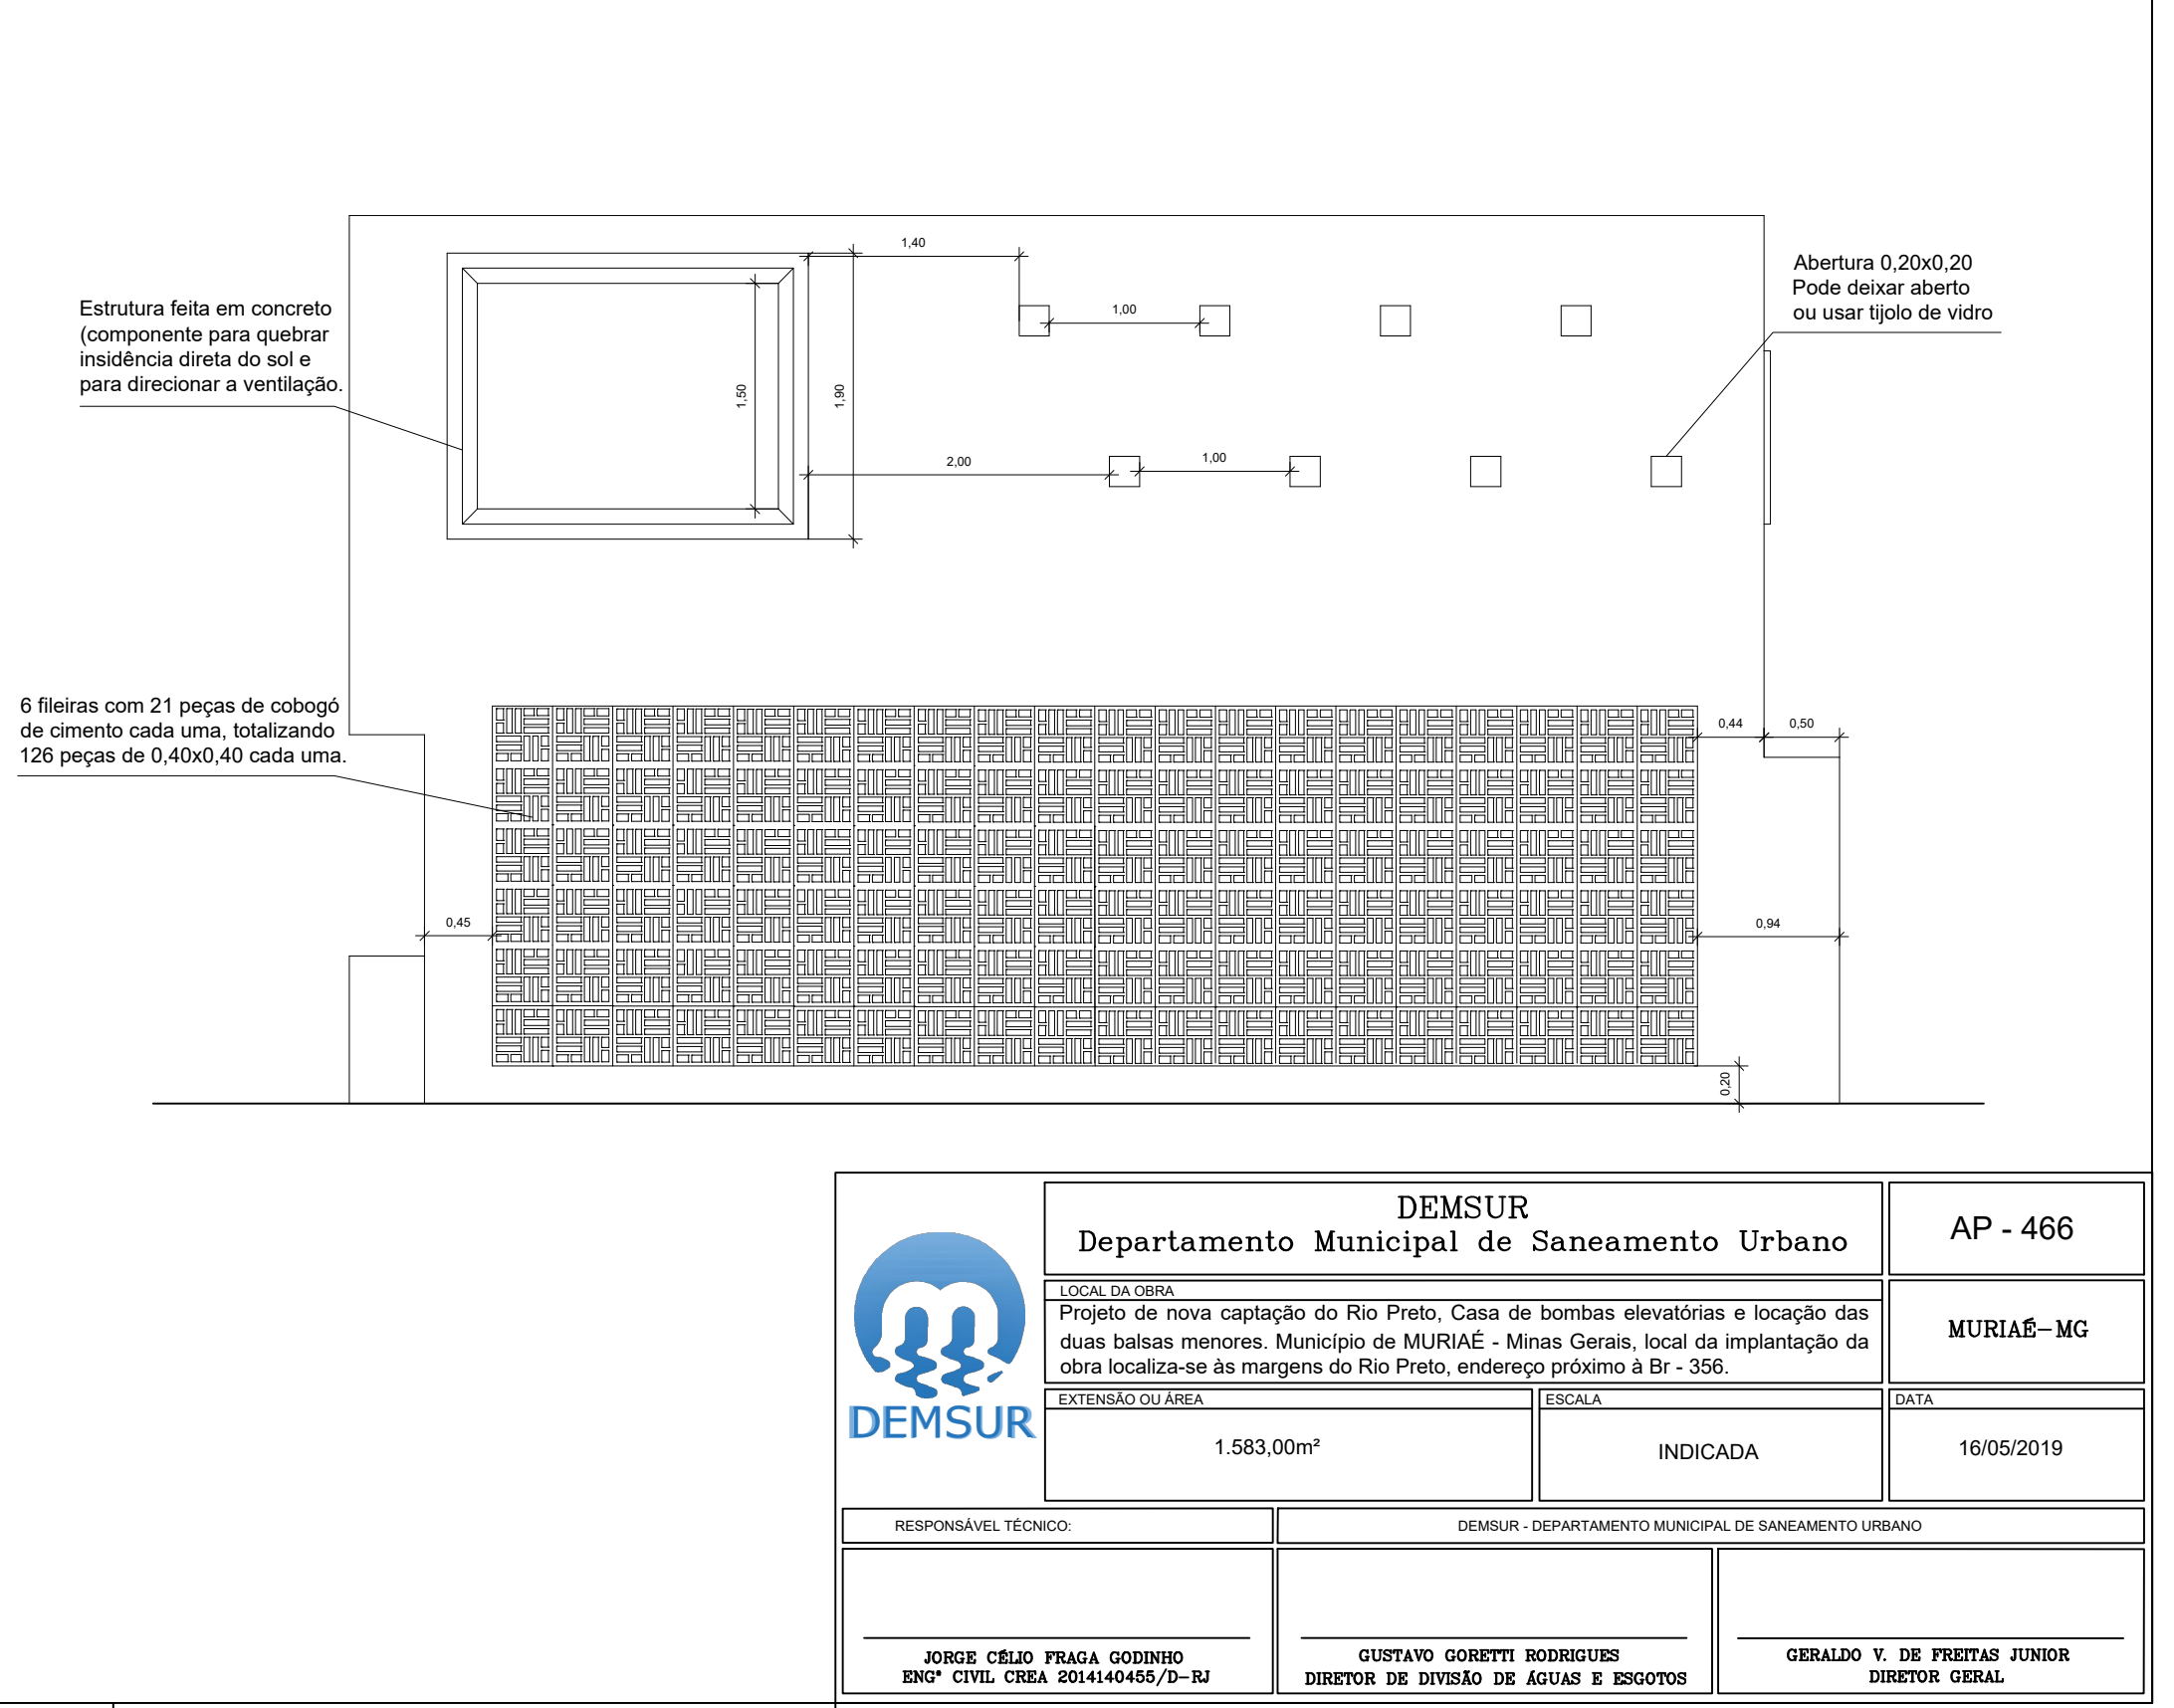 1,40
Abertura 0,20x0,20
Pode deixar aberto
ou usar tijolo de vidro
Estrutura feita em concreto
(componente para quebrar
insidência direta do sol e
para direcionar a ventilação.
1,00
1,50
1,90
2,00
1,00
6 fileiras com 21 peças de cobogó
de cimento cada uma, totalizando
126 peças de 0,40x0,40 cada uma.
0,44
0,50
0,45
0,94
0,20
DEMSUR
Departamento Municipal de Saneamento Urbano
AP - 466
LOCAL DA OBRA
Projeto de nova captação do Rio Preto, Casa de bombas elevatórias e locação das
duas balsas menores. Município de MURIAÉ - Minas Gerais, local da implantação da
obra localiza-se às margens do Rio Preto, endereço próximo à Br - 356.
MURIAÉ-MG
DEMSUR
EXTENSÃO OU ÁREA
1.583,00m²
ESCALA
INDICADA
DATA
16/05/2019
RESPONSÁVEL TÉCNICO:
DEMSUR - DEPARTAMENTO MUNICIPAL DE SANEAMENTO URBANO
JORGE CÉLIO FRAGA GODINHO
ENGº CIVIL CREA 2014140455/D-RJ
GUSTAVO GORETTI RODRIGUES
DIRETOR DE DIVISÃO DE ÁGUAS E ESGOTOS
GERALDO V. DE FREITAS JUNIOR
DIRETOR GERAL